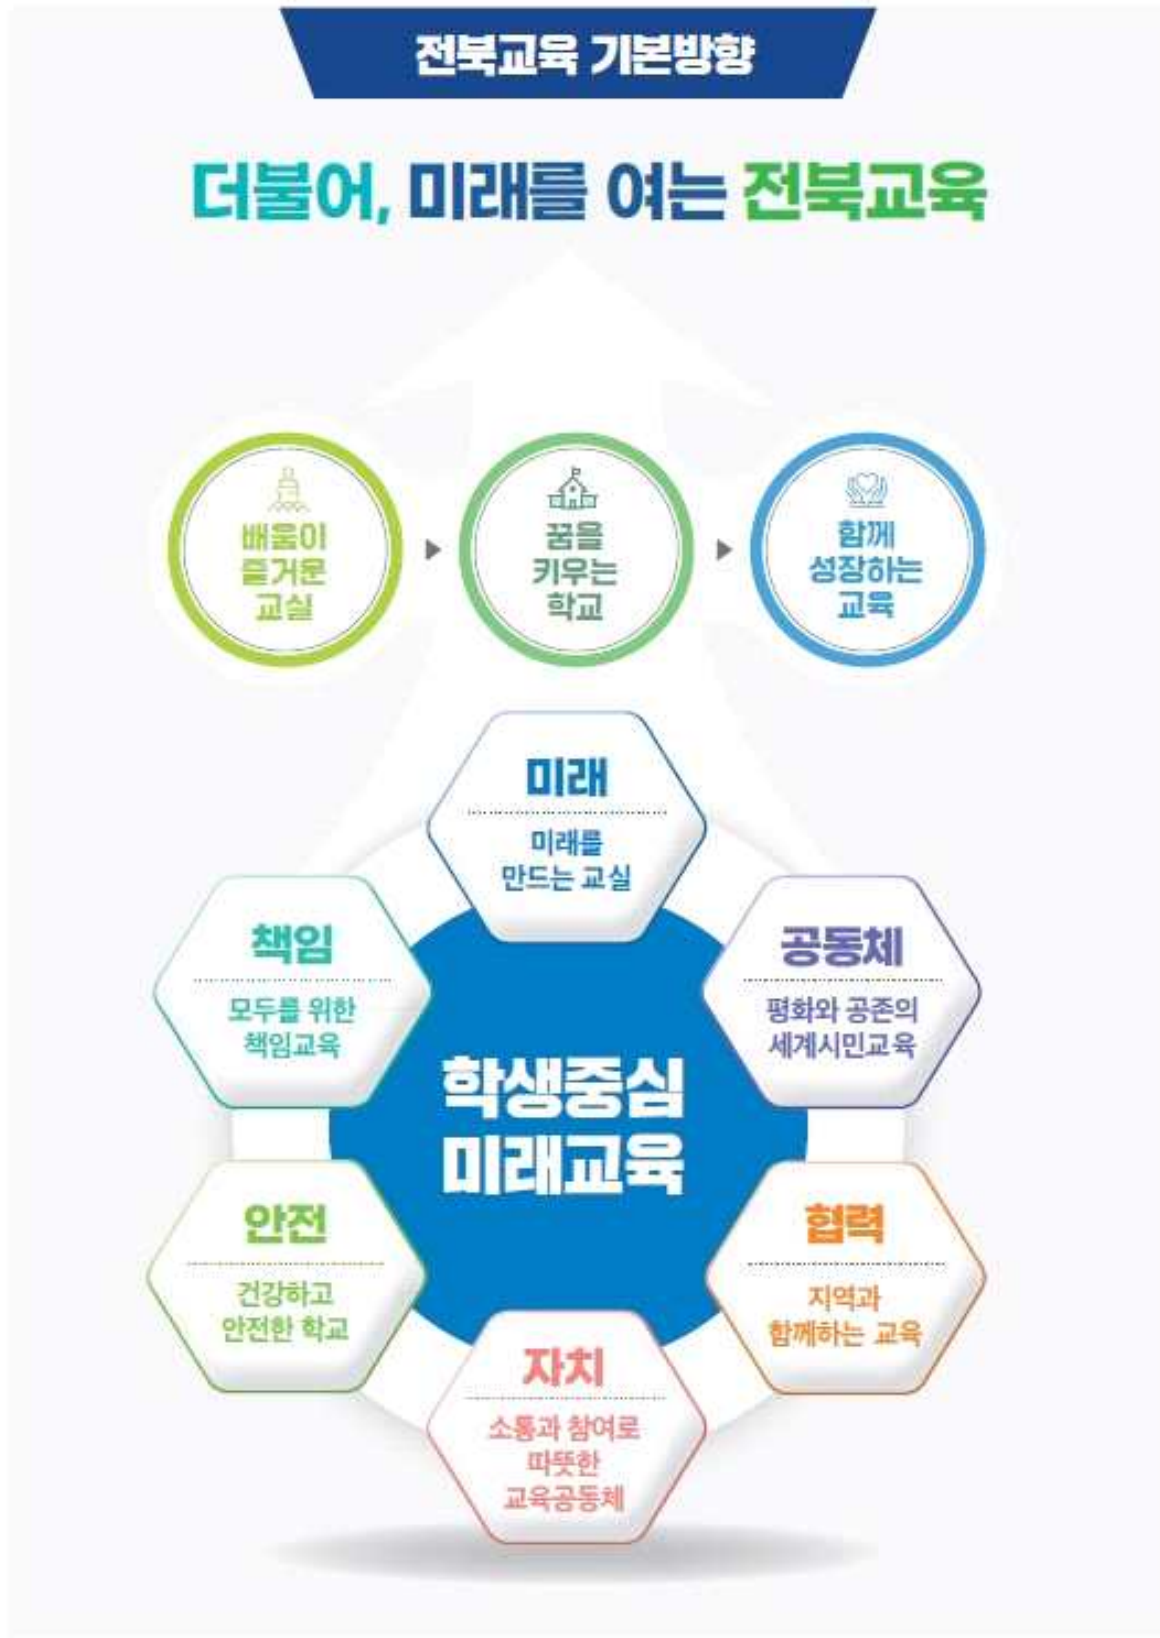 전북교육 기본방향
더불어, 미래를 여는 전북교육
배움이
즐거운
교실
꿈을
키우는
학교
함께
성장하는
교육
미래
미래를
만드는 교실
책임
모두를 위한
책임교육
공동체
평화와 공존의
세계시민교육
학생중심
미래교육
안전
건강하고
안전한 학교
협력
지역과
함께하는 교육
자치
소통과 참여로
따뜻한
교육공동체